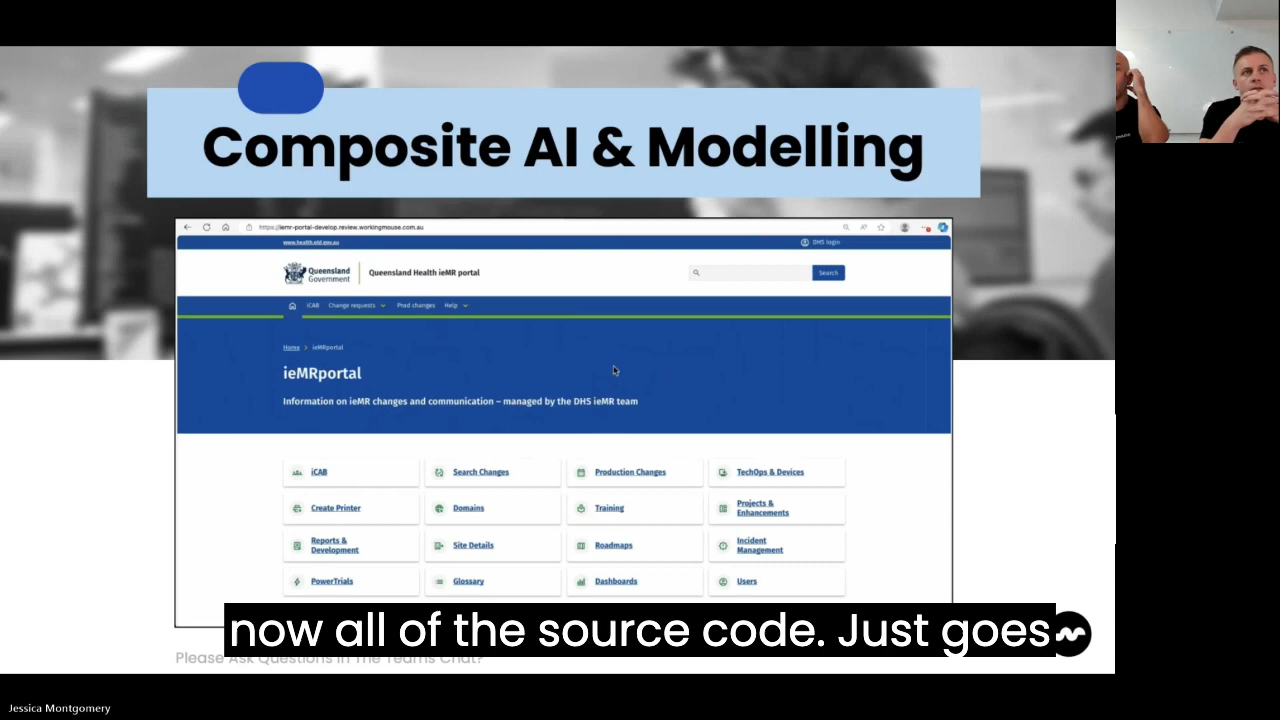 Composite AI & Modelling
https://iemr-portal-develop.review.workingmouse.com.au
www.health.qld.gov.au
DHS login
Queensland
Government
Queensland Health ieMR portal
Search
iCAB Change requests Prod changes Help
Home > ieMRportal
ieMRportal
Information on ieMR changes and communication – managed by the DHS ieMR team
iCAB
Search Changes
Production Changes
TechOps & Devices
Create Printer
Domains
Training
Projects &
Enhancements
Reports &
Development
Site Details
Roadmaps
Incident
Management
PowerTrials
Glossary
Dashboards
Users
now all of the source code. Just goes
Please Ask Questions In The Teams Chat?
Jessica Montgomery